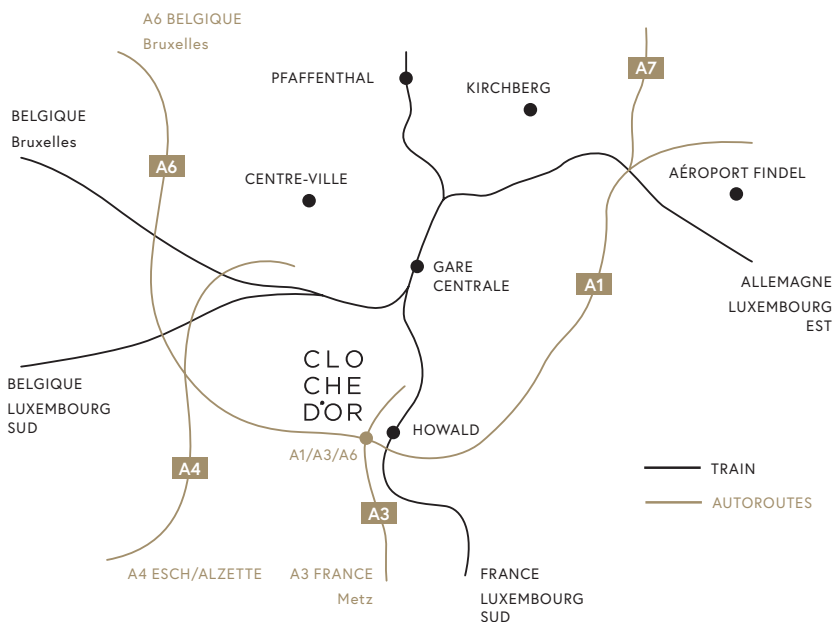 A6 BELGIQUE
Bruxelles
PFAFFENTHAL
A7
KIRCHBERG
BELGIQUE
Bruxelles
A6
CENTRE-VILLE
AÉROPORT FINDEL
GARE
CENTRALE
A1
ALLEMAGNE
LUXEMBOURG
EST
CLO
CHE
D'OR
BELGIQUE
LUXEMBOURG
SUD
HOWALD
A1/A3/A6
A4
TRAIN
A3
AUTOROUTES
A4 ESCH/ALZETTE
A3 FRANCE
Metz
FRANCE
LUXEMBOURG
SUD